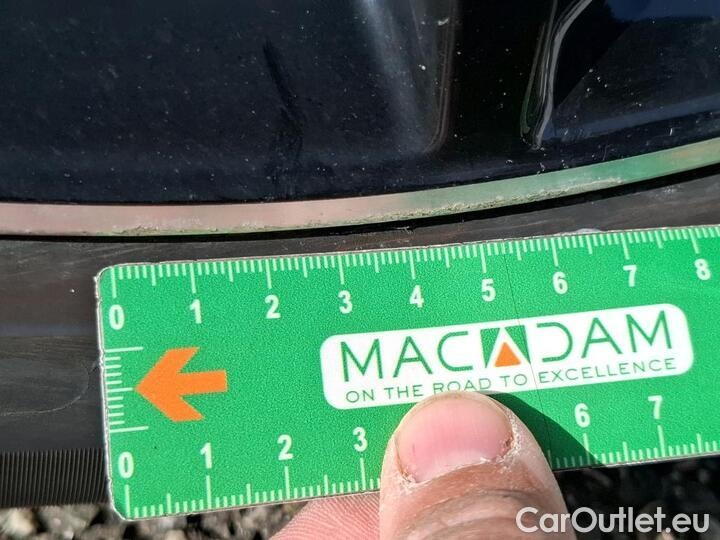 0 1 2 3 4 5 6 7 8
MACADAM
ON THE ROAD TO EXCELLENCE
0 1 2 3 6 7
CarOutlet.eu